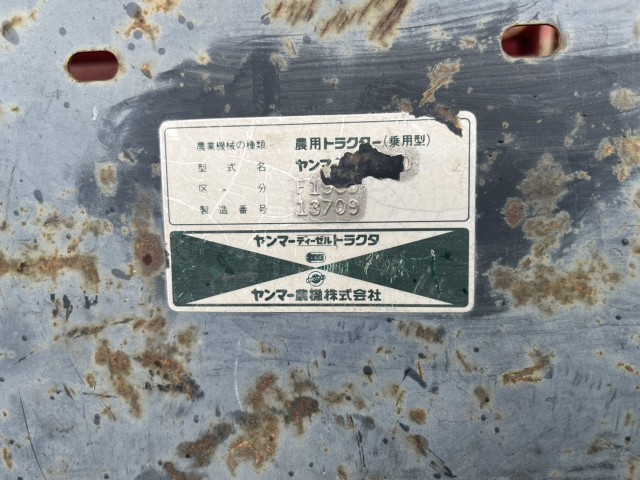 農業機械の種類 農用トラクター(乗用型)
型式名 ヤンマー
区分
製造番号 13709
ヤンマーディーゼルトラクタ
ヤンマー農機株式会社